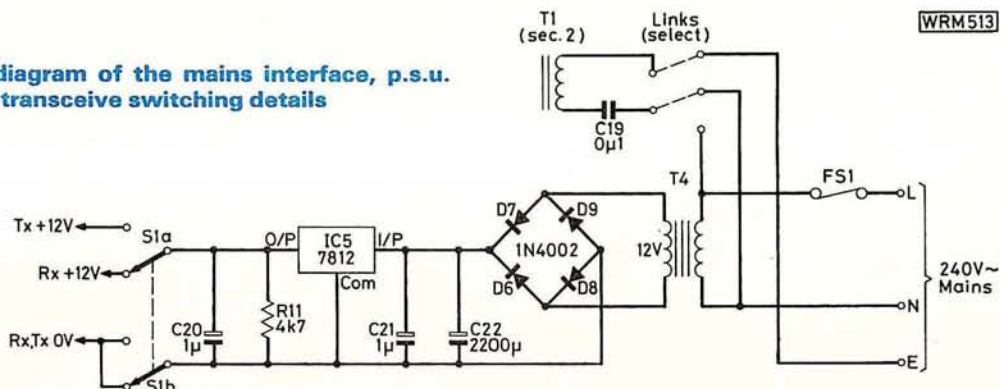 diagram of the mains interface, p.s.u.
transceive switching details
T1
(sec. 2)
Links
(select)
WRM513
C19
0µ1
T4
FS1
L
D7
D9
1N4002
12V
D6
D8
240V~
Mains
N
E
Tx +12V
S1a
O/P
IC5
7812
I/P
Rx +12V
Com
R11
4k7
Rx,Tx 0V
C20
1µ
C21
1µ
C22
2200µ
S1b